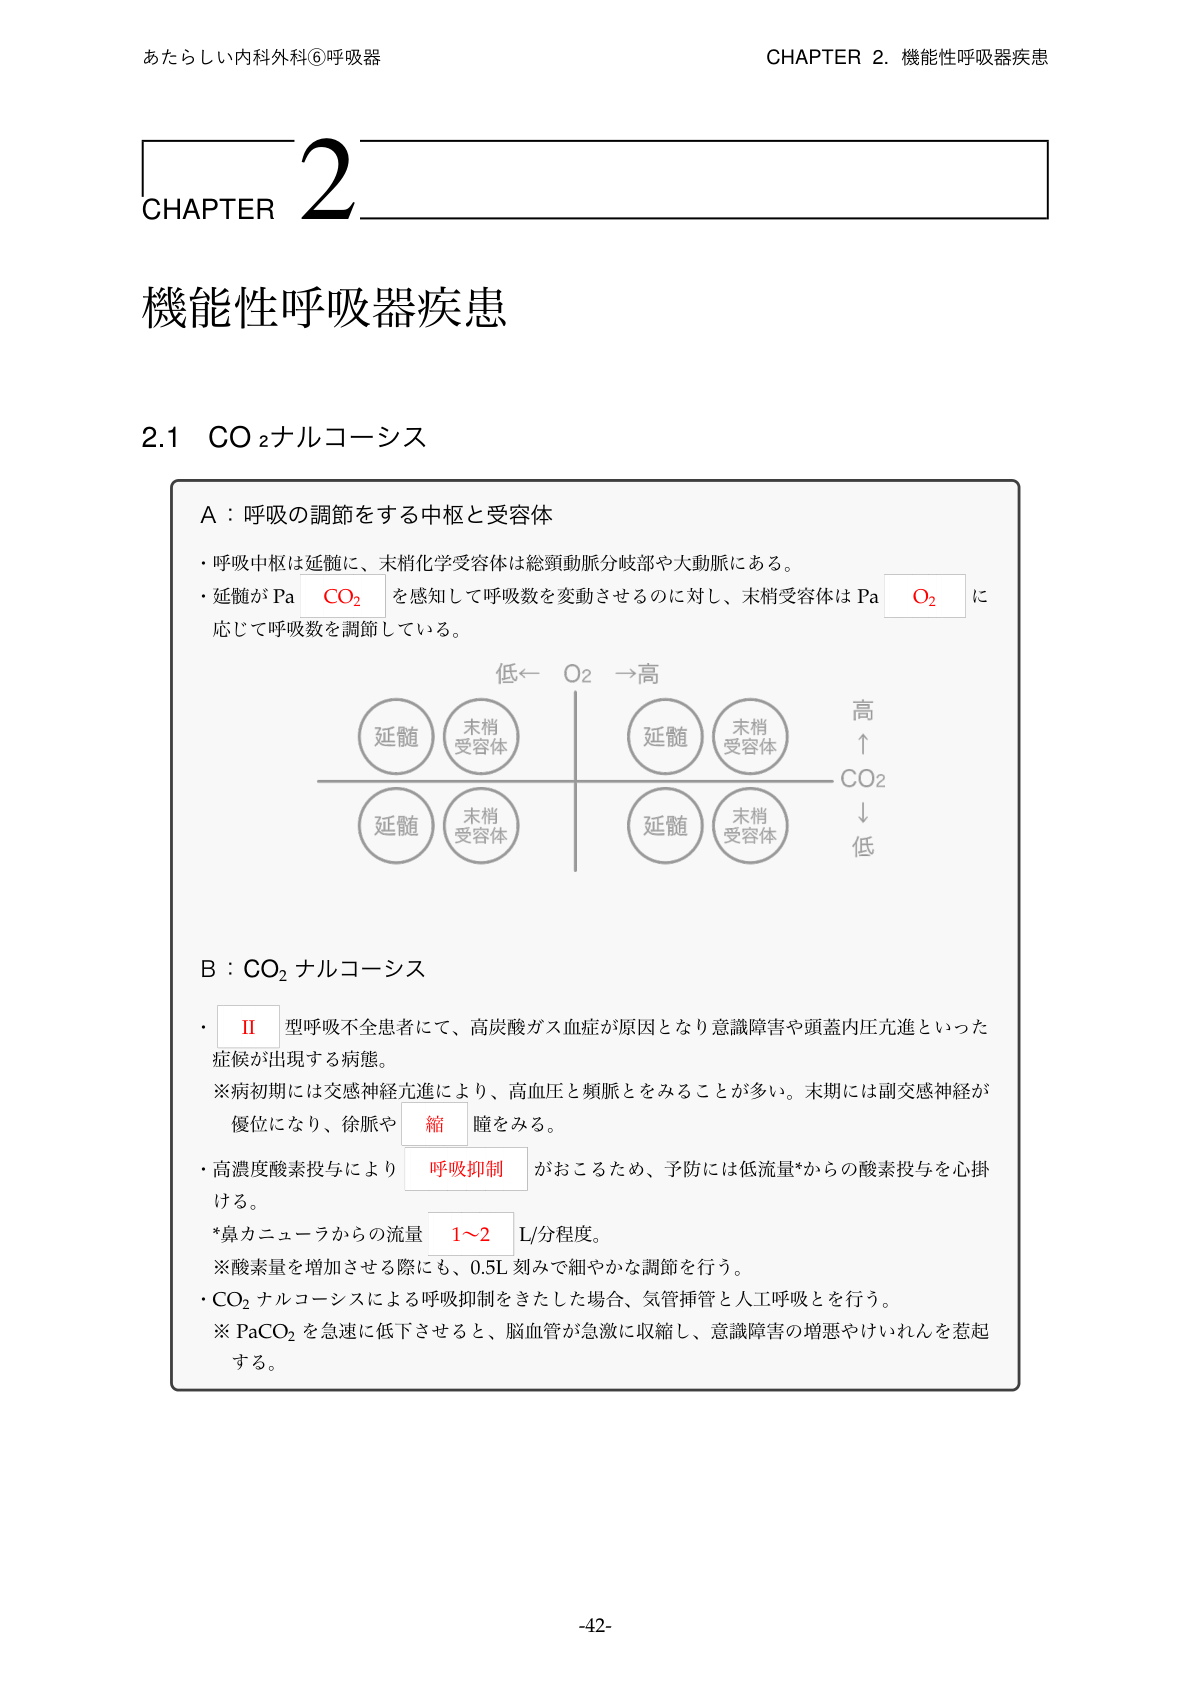 あたらしい内科外科⑥呼吸器 CHAPTER 2. 機能性呼吸器疾患
CHAPTER 2
機能性呼吸器疾患
2.1 CO₂ナルコーシス
A：呼吸の調節をする中枢と受容体
・呼吸中枢は延髄に、末梢化学受容体は総頸動脈分岐部や大動脈にある。
・延髄が Pa CO₂ を感知して呼吸数を変動させるのに対し、末梢受容体は Pa O₂ に
応じて呼吸数を調節している。
低← O₂ →高
延髄 末梢受容体 延髄 末梢受容体 高
↑
CO₂
↓
延髄 末梢受容体 延髄 末梢受容体 低
B：CO₂ ナルコーシス
・ II 型呼吸不全患者にて、高炭酸ガス血症が原因となり意識障害や頭蓋内圧亢進といった
症候が出現する病態。
※病初期には交感神経亢進により、高血圧と頻脈とをみることが多い。末期には副交感神経が
優位になり、徐脈や 縮 瞳をみる。
・高濃度酸素投与により 呼吸抑制 がおこるため、予防には低流量*からの酸素投与を心掛
ける。
*鼻カニューラからの流量 1〜2 L/分程度。
※酸素量を増加させる際にも、0.5L 刻みで細やかな調節を行う。
・CO₂ ナルコーシスによる呼吸抑制をきたした場合、気管挿管と人工呼吸とを行う。
※ PaCO₂ を急速に低下させると、脳血管が急激に収縮し、意識障害の増悪やけいれんを惹起
する。
-42-